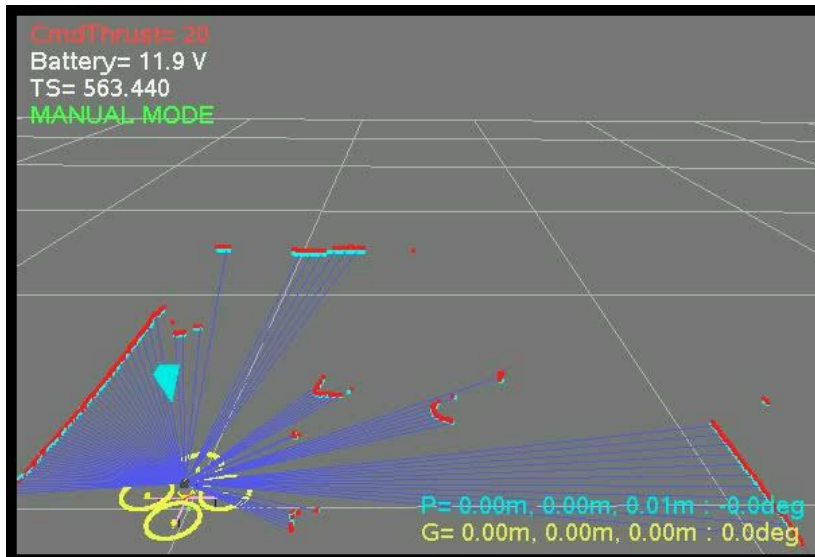 CmdThrust= 20
Battery= 11.9 V
TS= 563.440
MANUAL MODE
P= 0.00m, 0.00m, 0.01m : -0.0deg
G= 0.00m, 0.00m, 0.00m : 0.0deg